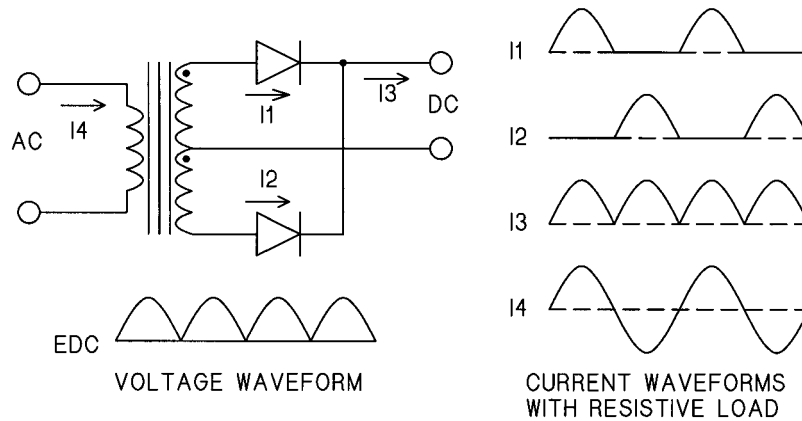 AC
I4
I1
I2
I3
DC
EDC
VOLTAGE WAVEFORM
I1
I2
I3
I4
CURRENT WAVEFORMS
WITH RESISTIVE LOAD